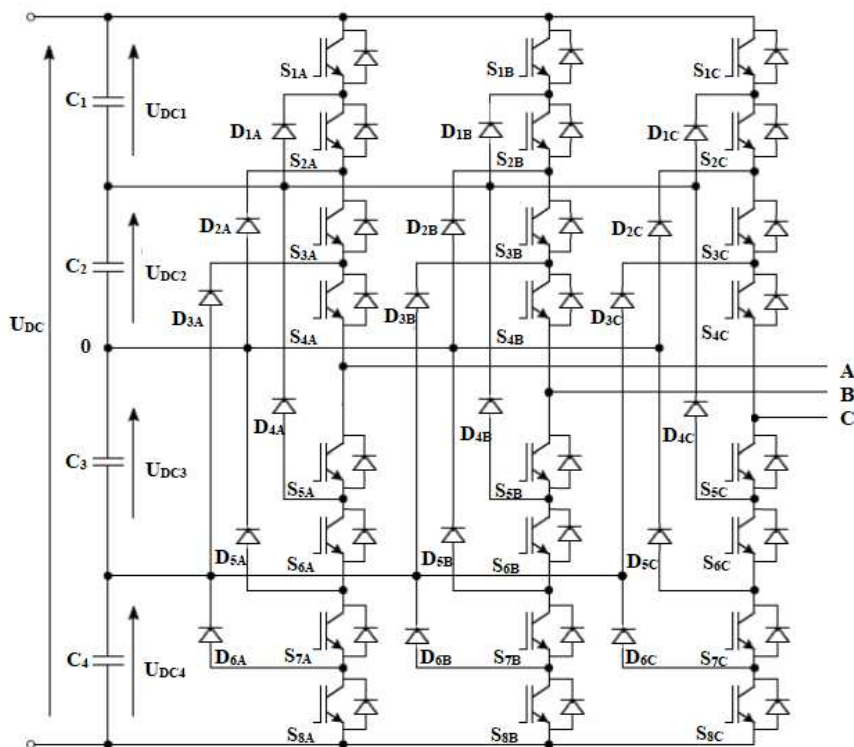 S1A
S1B
S1C
C1
UDC1
D1A
D1B
D1C
S2A
S2B
S2C
D2A
D2B
D2C
C2
UDC2
S3A
S3B
S3C
D3A
D3B
D3C
UDC
0
S4A
S4B
S4C
A
B
C
D4A
D4B
D4C
C3
UDC3
S5A
S5B
S5C
D5A
D5B
D5C
S6A
S6B
S6C
C4
UDC4
D6A
D6B
D6C
S7A
S7B
S7C
S8A
S8B
S8C